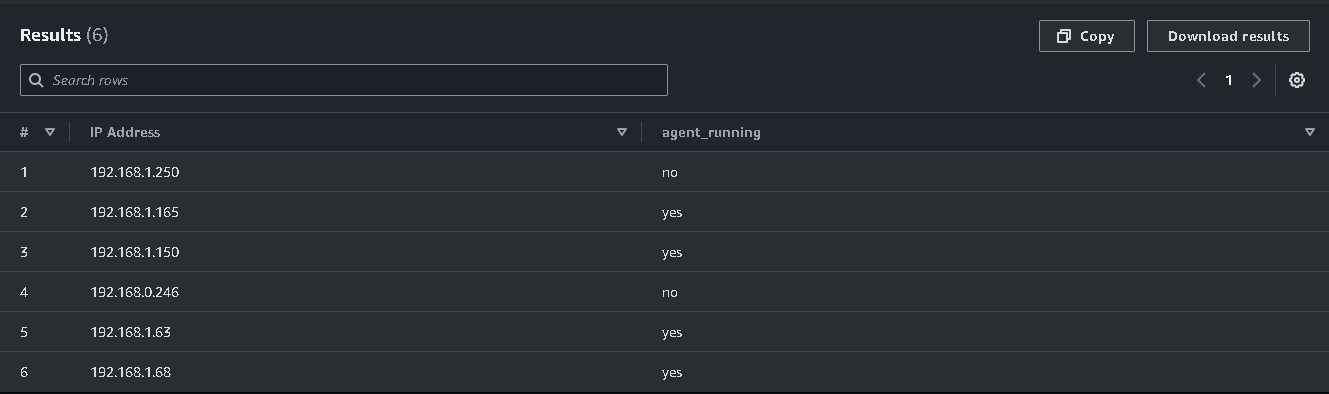 Results (6)
Copy
Download results
Search rows
1
# IP Address agent_running
1 192.168.1.250 no
2 192.168.1.165 yes
3 192.168.1.150 yes
4 192.168.0.246 no
5 192.168.1.63 yes
6 192.168.1.68 yes